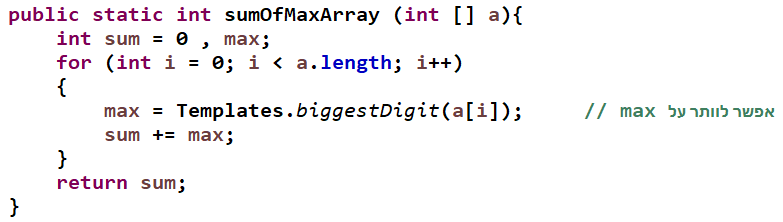 public static int sumOfMaxArray (int [] a){
    int sum = 0 , max;
    for (int i = 0; i < a.length; i++)
    {
        max = Templates.biggestDigit(a[i]);     // max אפשר לוותר על
        sum += max;
    }
    return sum;
}